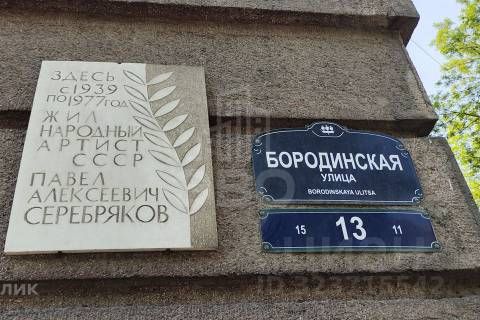 ЗДЕСЬ
С 1939
ПО 1977 ГОД
ЖИЛ
НАРОДНЫЙ
АРТИСТ
СССР
ПАВЕЛ
АЛЕКСЕЕВИЧ
СЕРЕБРЯКОВ
БОРОДИНСКАЯ
УЛИЦА
BORODINSKAYA ULITSA
15 13 11
лик